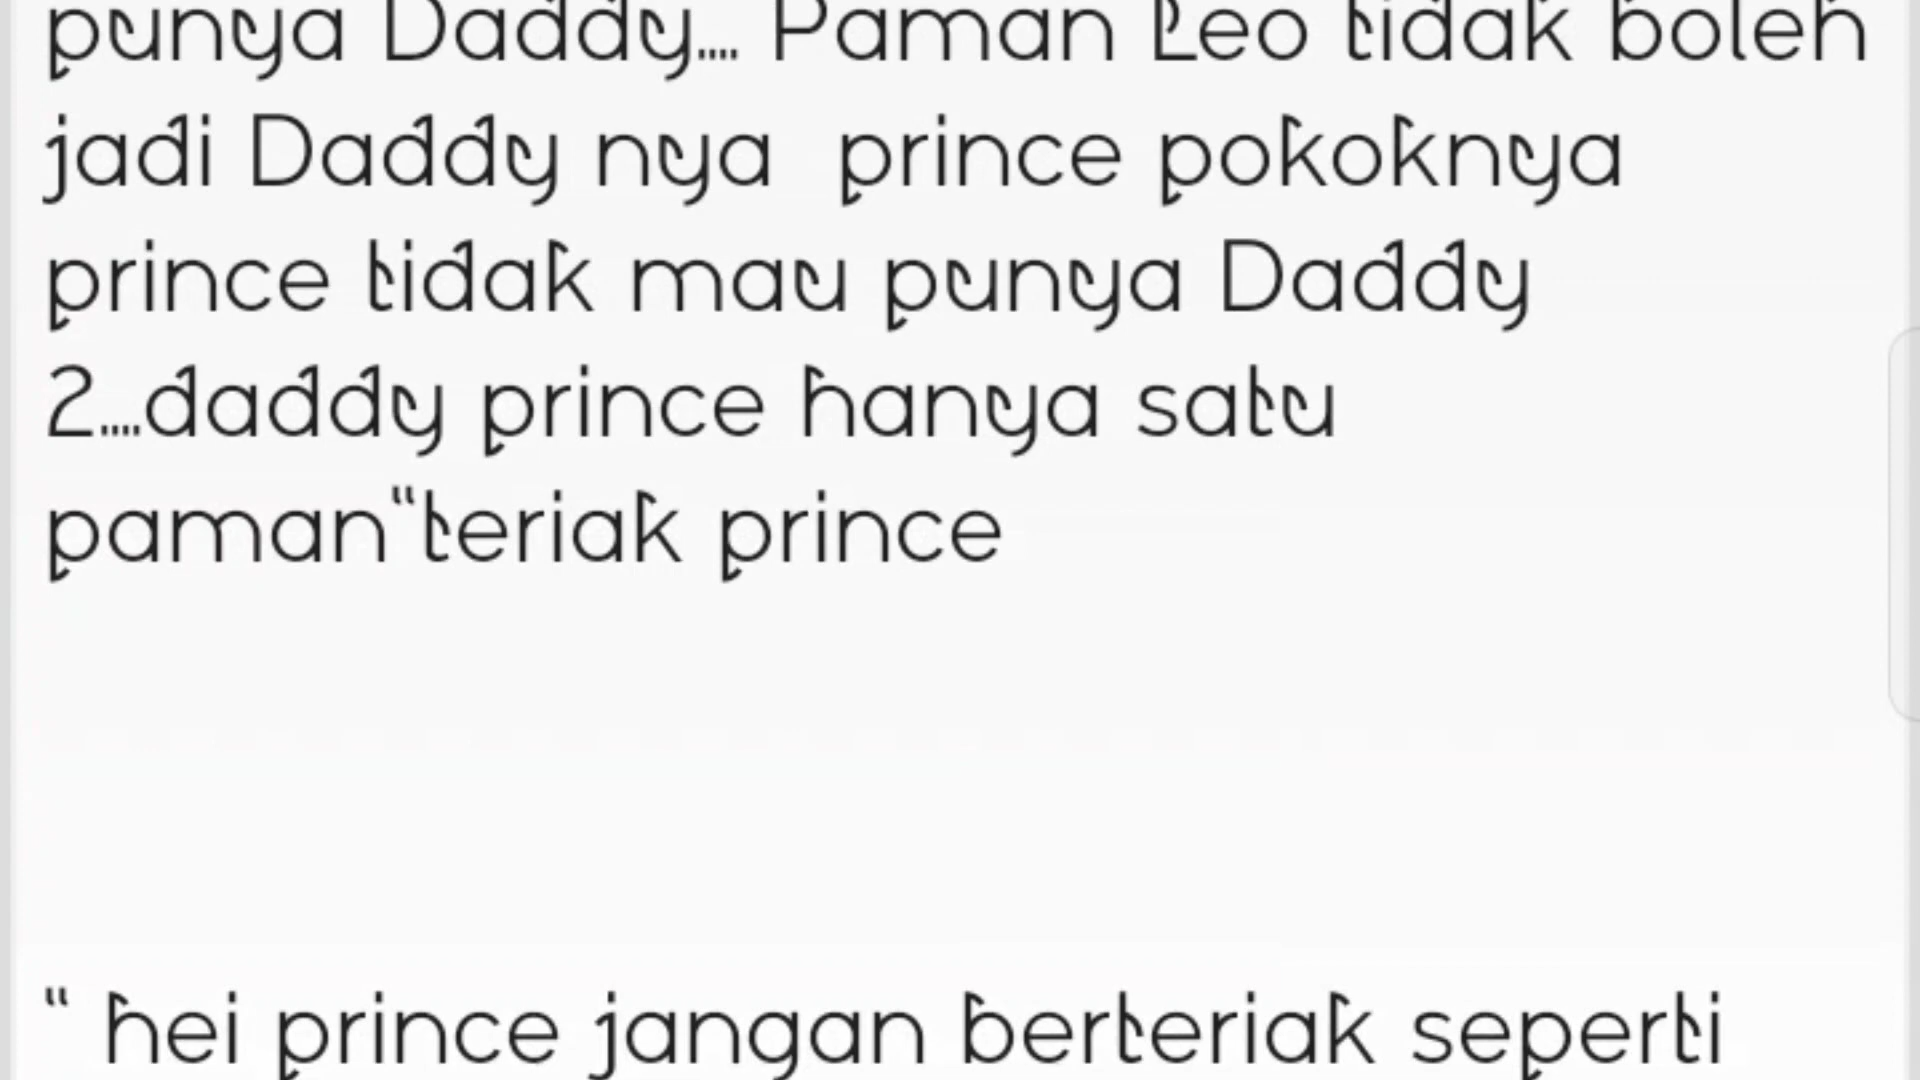 punya Daddy.... Paman Leo tidak boleh
jadi Daddy nya  prince pokoknya
prince tidak mau punya Daddy
2....daddy prince hanya satu
paman“teriak prince
“ hei prince jangan berteriak seperti